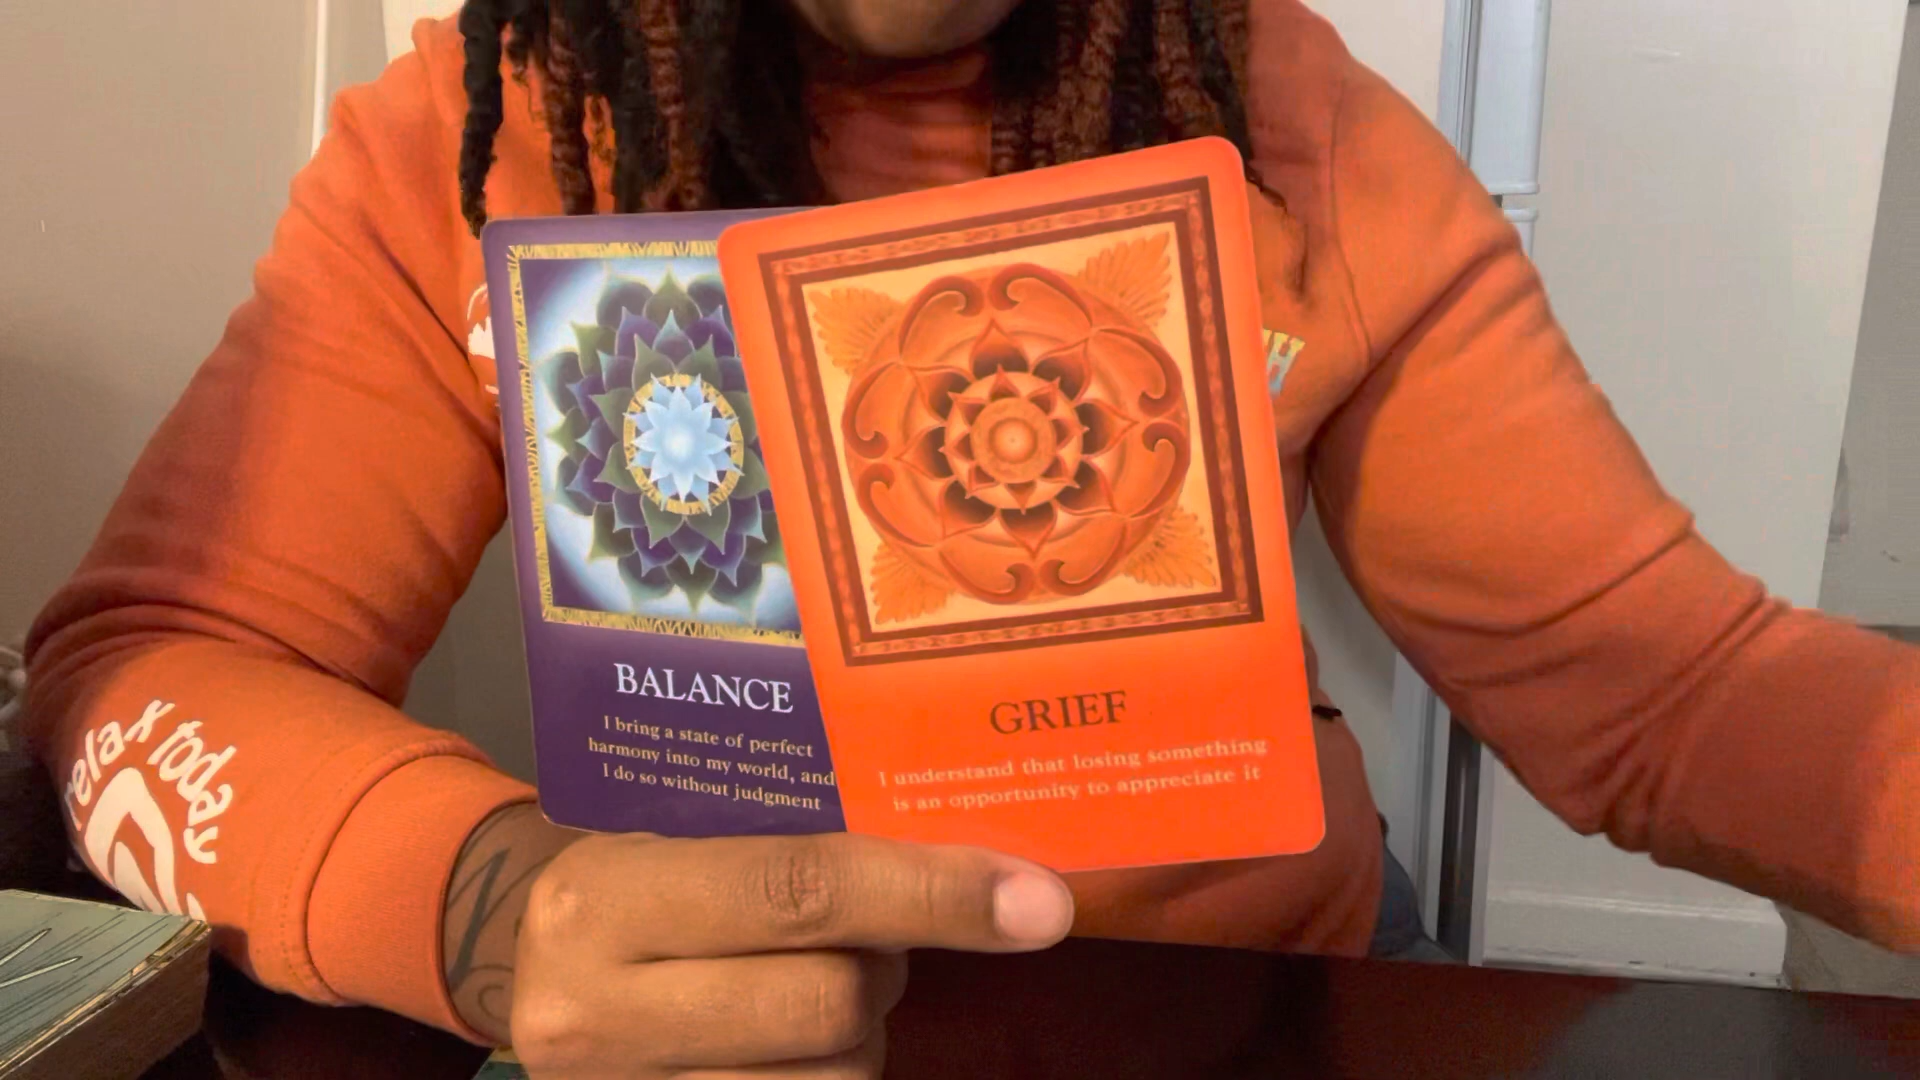 BALANCE
I bring a state of perfect
harmony into my world, and
I do so without judgment
GRIEF
I understand that losing something
is an opportunity to appreciate it
relax today
H